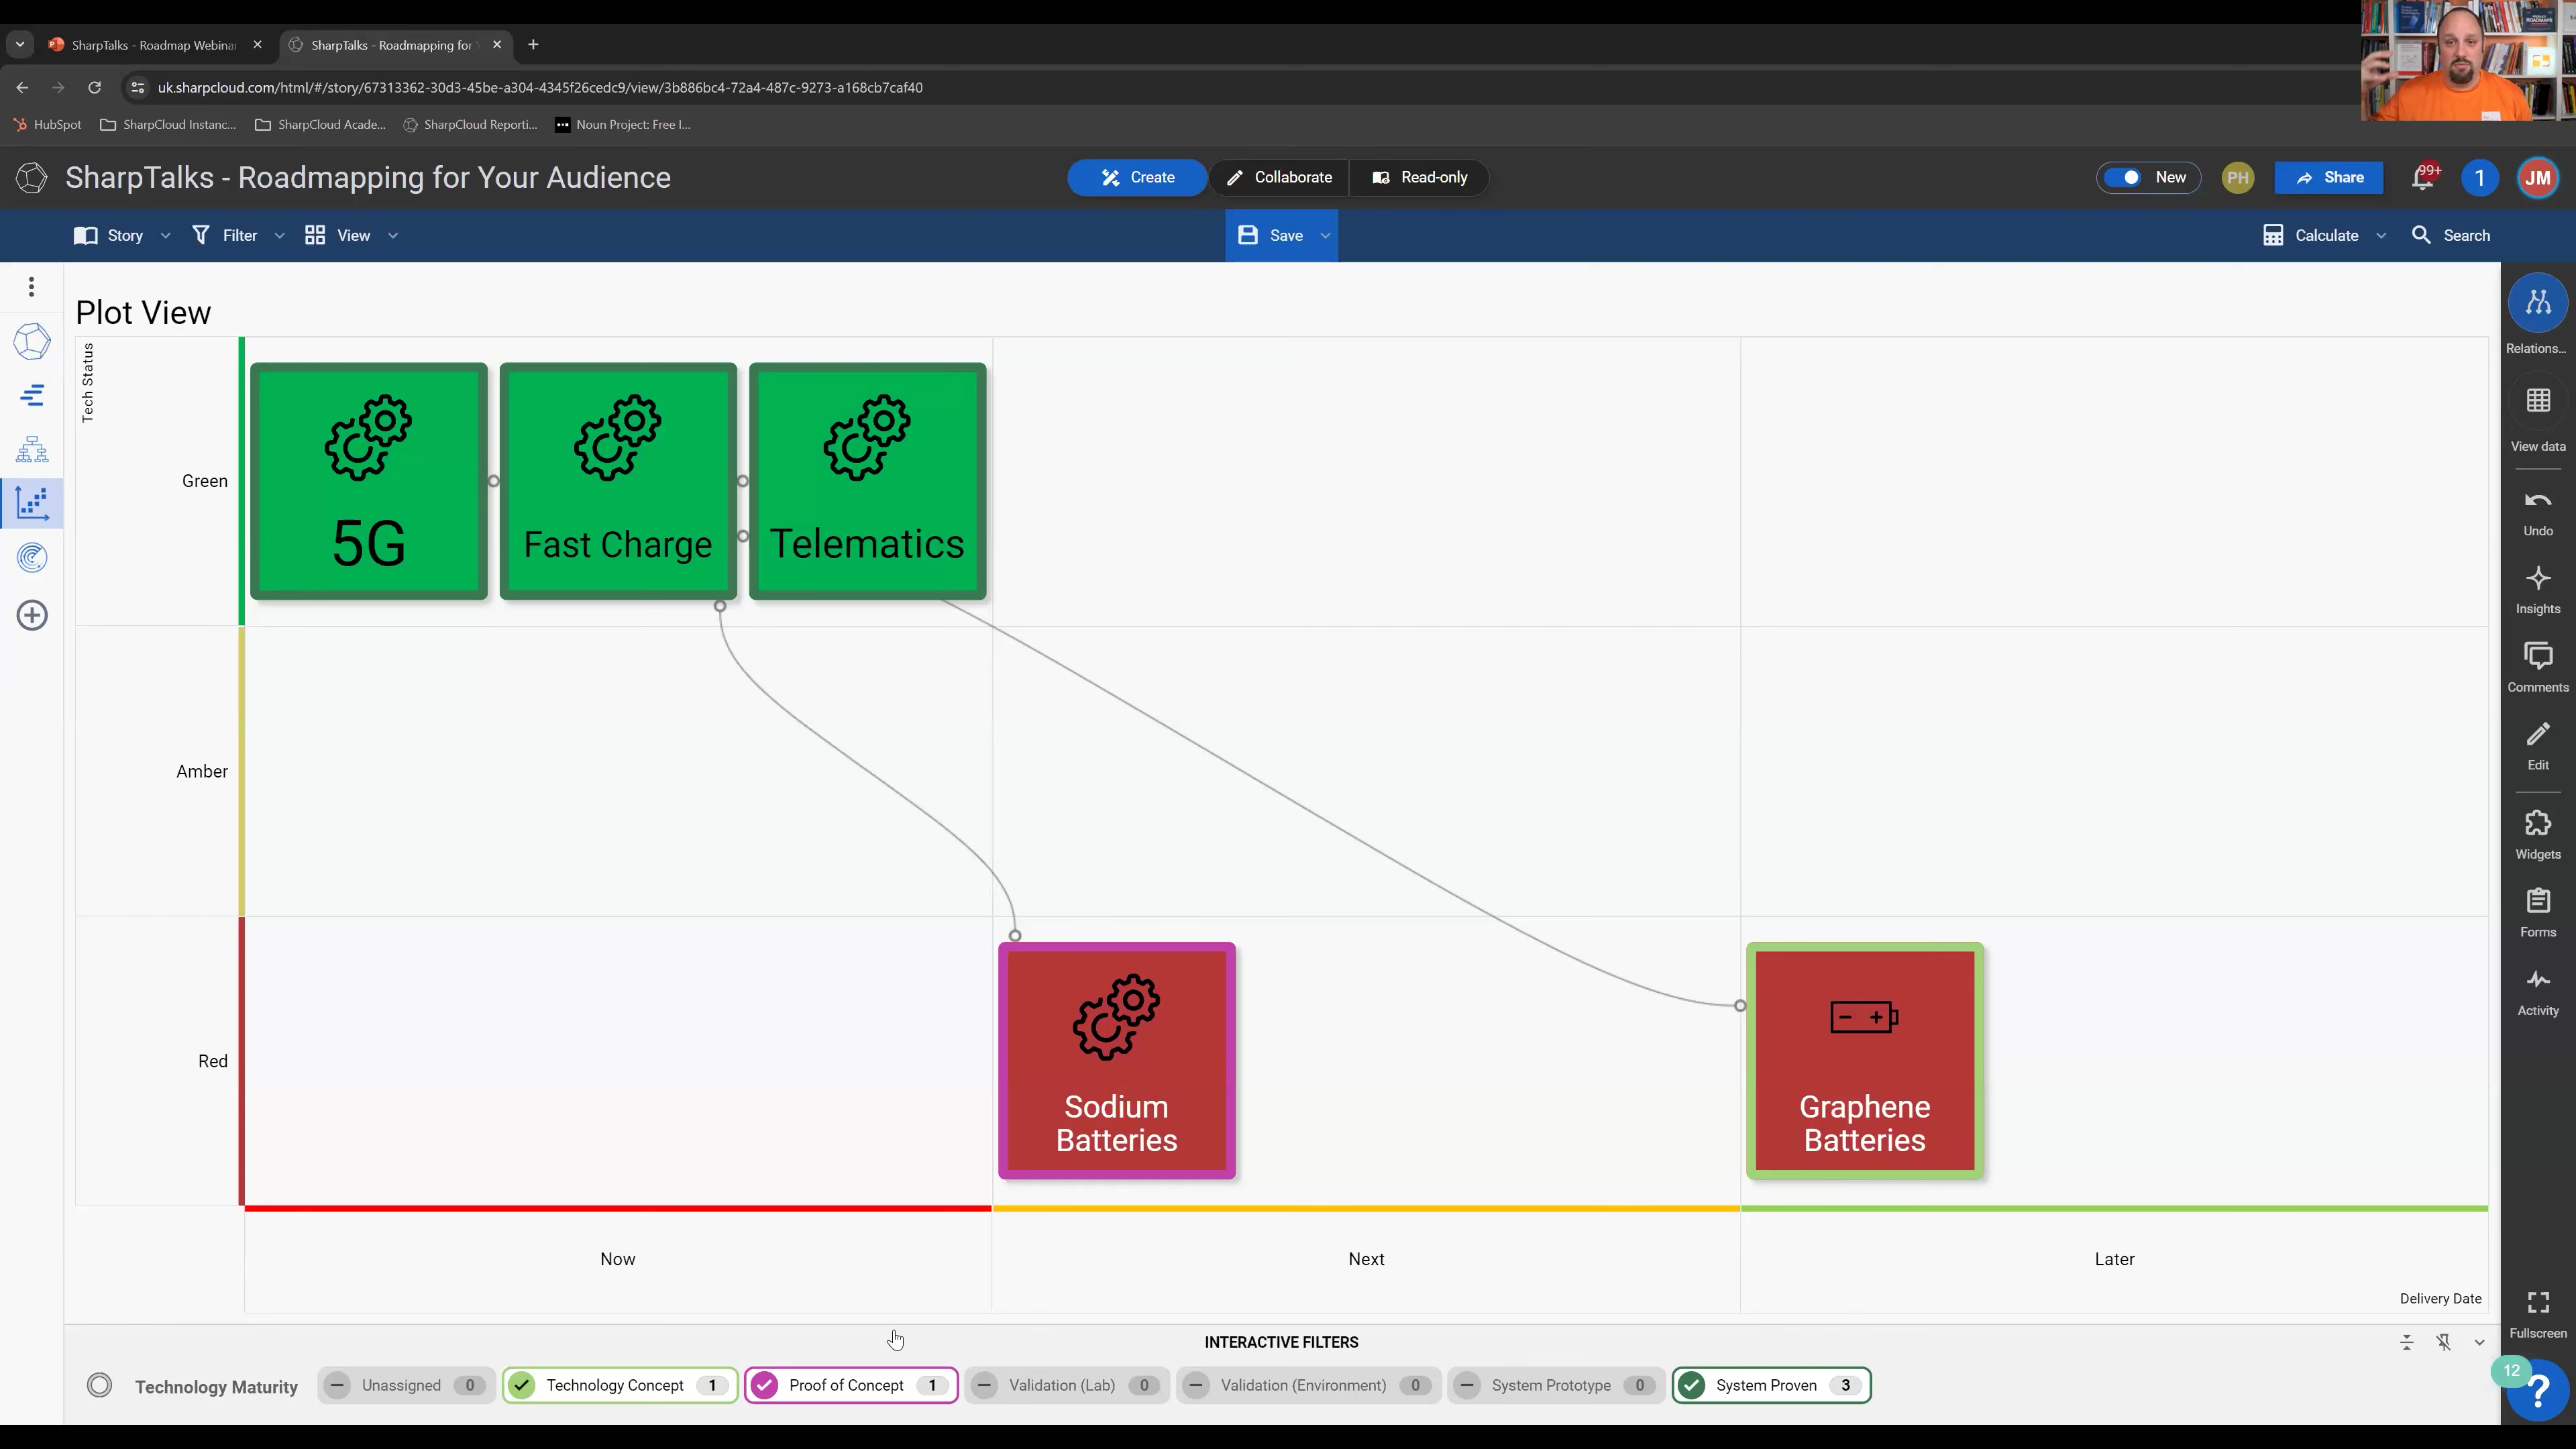 SharpTalks - Roadmap Webinar
SharpTalks - Roadmapping for Y
uk.sharpcloud.com/html/#/story/67313362-30d3-45be-a304-4345f26cedc9/view/3b886bc4-72a4-487c-9273-a168cb7caf40
HubSpot
SharpCloud Instanc...
SharpCloud Acade...
SharpCloud Reporti...
Noun Project: Free I...
SharpTalks - Roadmapping for Your Audience
Create
Collaborate
Read-only
New
PH
Share
99+
1
JM
Story
Filter
View
Save
Calculate
Search
Plot View
Tech Status
Green
5G
Fast Charge
Telematics
Amber
Red
Sodium
Batteries
Graphene
Batteries
Now
Next
Later
Delivery Date
Relations...
View data
Undo
Insights
Comments
Edit
Widgets
Forms
Activity
Fullscreen
12
?
INTERACTIVE FILTERS
Technology Maturity
Unassigned 0
Technology Concept 1
Proof of Concept 1
Validation (Lab) 0
Validation (Environment) 0
System Prototype 0
System Proven 3